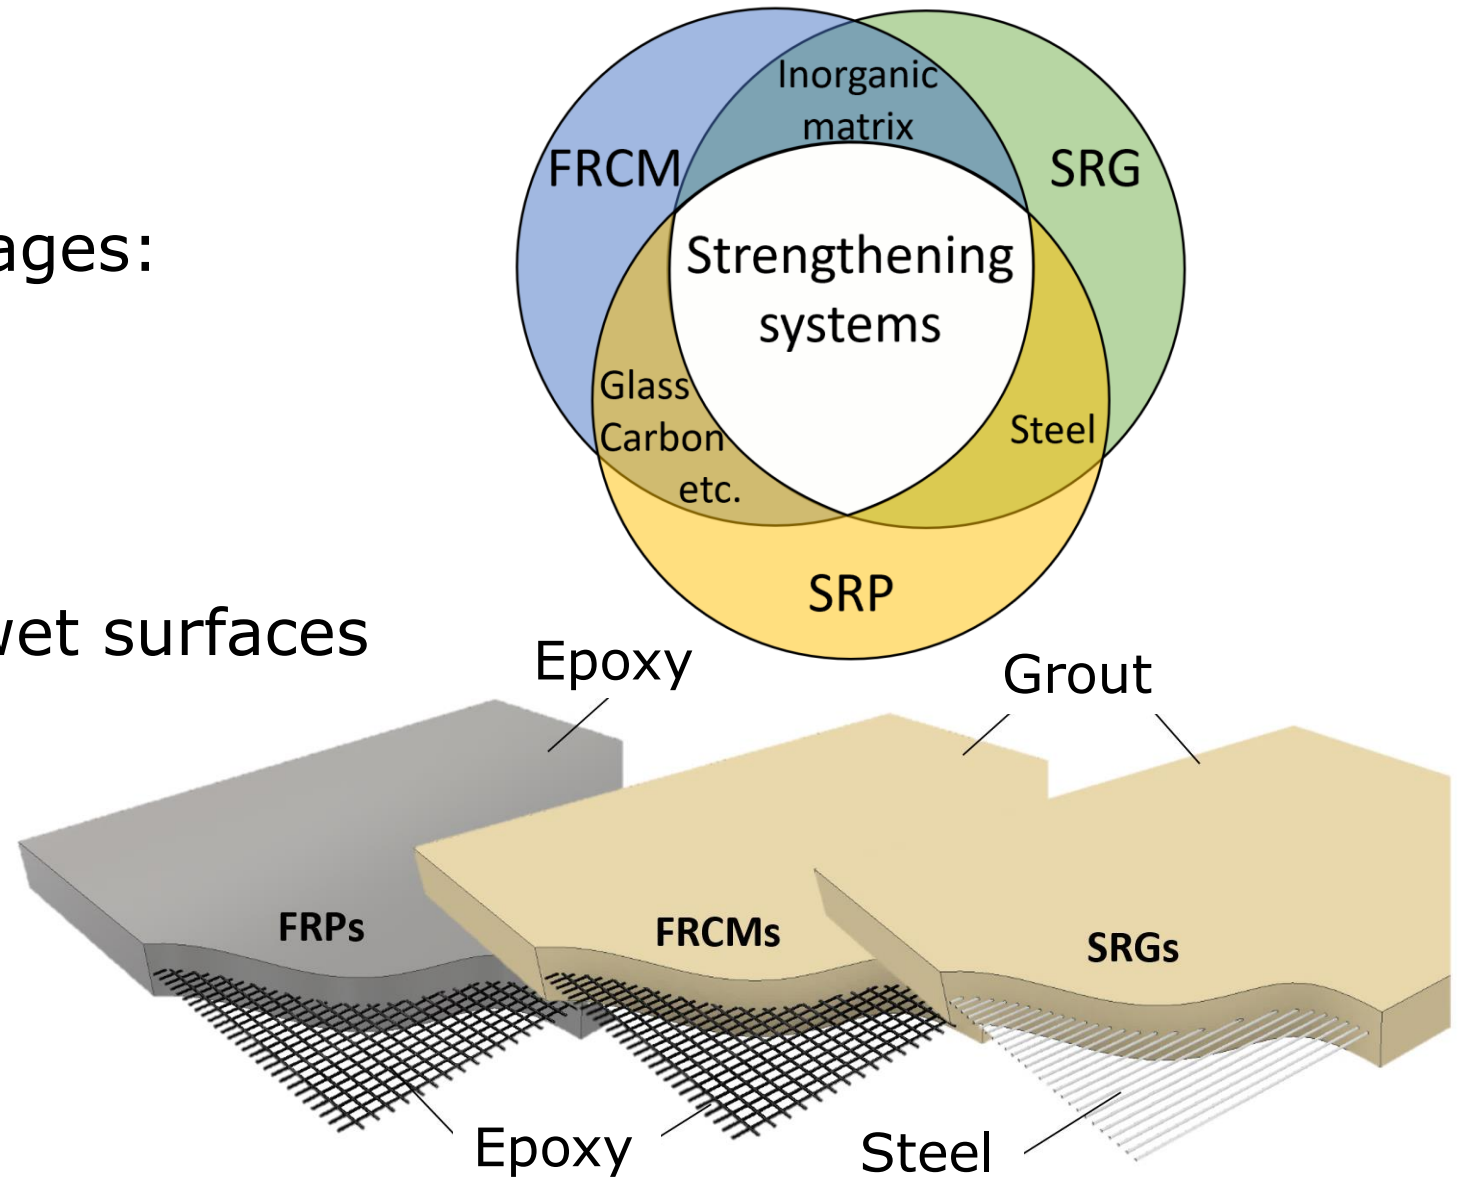 Inorganic
matrix
FRCM
SRG
ages:
Strengthening
systems
Glass
Carbon
etc.
Steel
SRP
wet surfaces
Epoxy
Grout
FRPs
FRCMs
SRGs
Epoxy
Steel